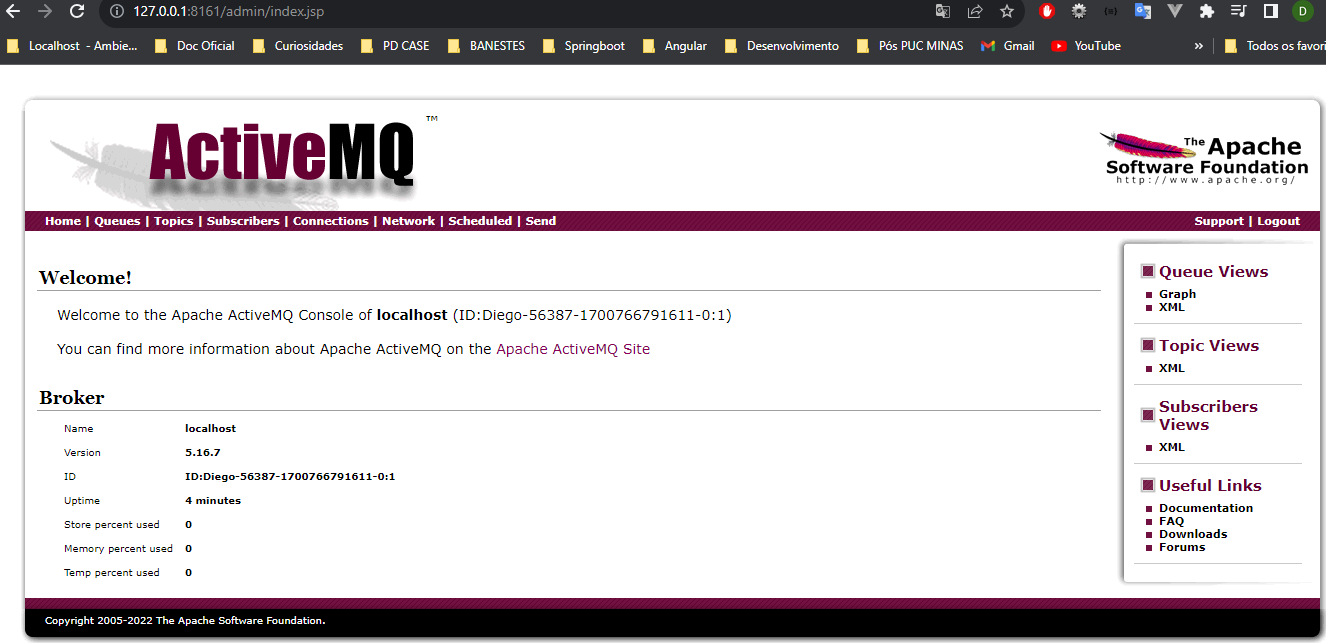 127.0.0.1:8161/admin/index.jsp
D
Localhost - Ambie... Doc Oficial Curiosidades PD CASE BANESTES Springboot Angular Desenvolvimento Pós PUC MINAS Gmail YouTube » Todos os favori
ActiveMQ ™
The Apache
Software Foundation
http://www.apache.org/
Home | Queues | Topics | Subscribers | Connections | Network | Scheduled | Send
Support | Logout
Welcome!
Welcome to the Apache ActiveMQ Console of localhost (ID:Diego-56387-1700766791611-0:1)
You can find more information about Apache ActiveMQ on the Apache ActiveMQ Site
Broker
Name localhost
Version 5.16.7
ID ID:Diego-56387-1700766791611-0:1
Uptime 4 minutes
Store percent used 0
Memory percent used 0
Temp percent used 0
Queue Views
Graph
XML
Topic Views
XML
Subscribers
Views
XML
Useful Links
Documentation
FAQ
Downloads
Forums
Copyright 2005-2022 The Apache Software Foundation.